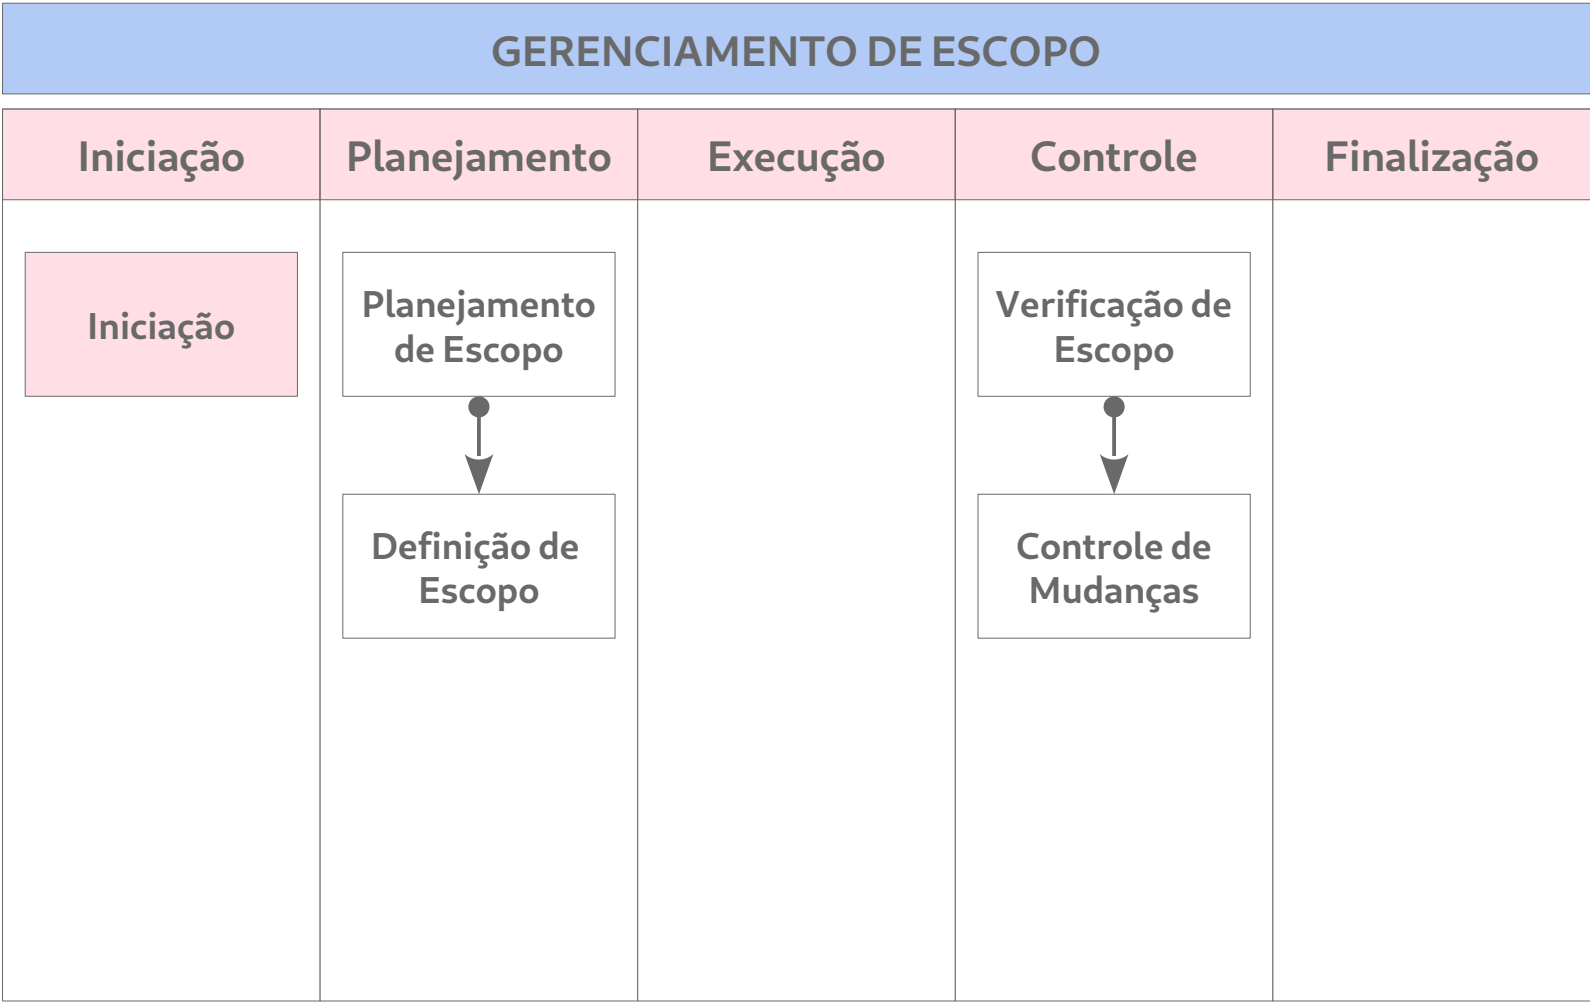 GERENCIAMENTO DE ESCOPO
Iniciação
Planejamento
Execução
Controle
Finalização
Iniciação
Planejamento
de Escopo
Definição de
Escopo
Verificação de
Escopo
Controle de
Mudanças